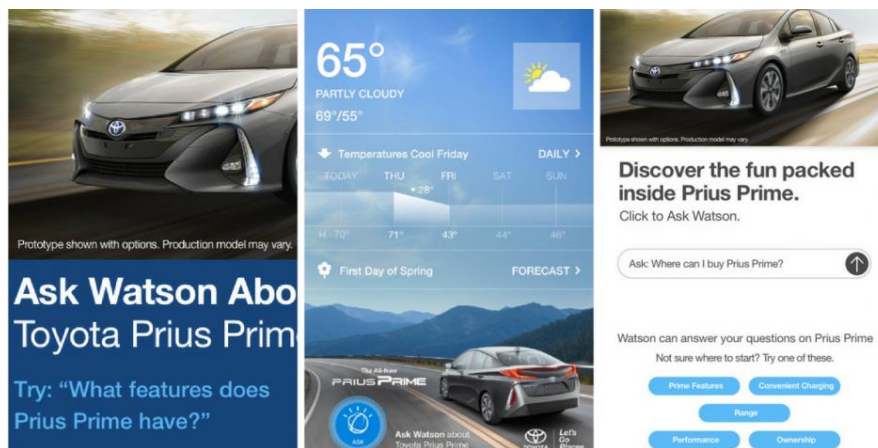 Prototype shown with options. Production model may vary.
Ask Watson Abo
Toyota Prius Prim
Try: “What features does
Prius Prime have?”
65°
PARTLY CLOUDY
69°/55°
Temperatures Cool Friday
DAILY >
TODAY THU FRI SAT SUN
28°
H 70° 71° 43° 44° 46°
First Day of Spring
FORECAST >
The All-New
PRIUS PRIME
ASK
Ask Watson about
Toyota Prius Prime
TOYOTA
Let's
Go
Places
Prototype shown with options. Production model may vary.
Discover the fun packed
inside Prius Prime.
Click to Ask Watson.
Ask: Where can I buy Prius Prime?
Watson can answer your questions on Prius Prime
Not sure where to start? Try one of these.
Prime Features
Convenient Charging
Range
Performance
Ownership